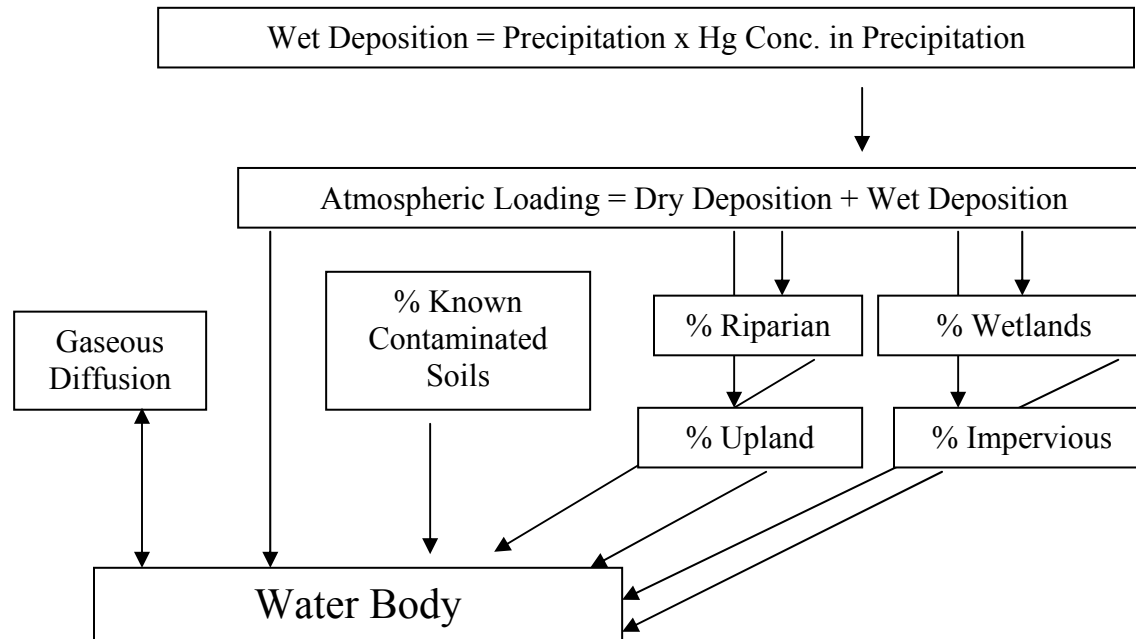 Wet Deposition = Precipitation x Hg Conc. in Precipitation
Atmospheric Loading = Dry Deposition + Wet Deposition
Gaseous
Diffusion
% Known
Contaminated
Soils
% Riparian
% Wetlands
% Upland
% Impervious
Water Body